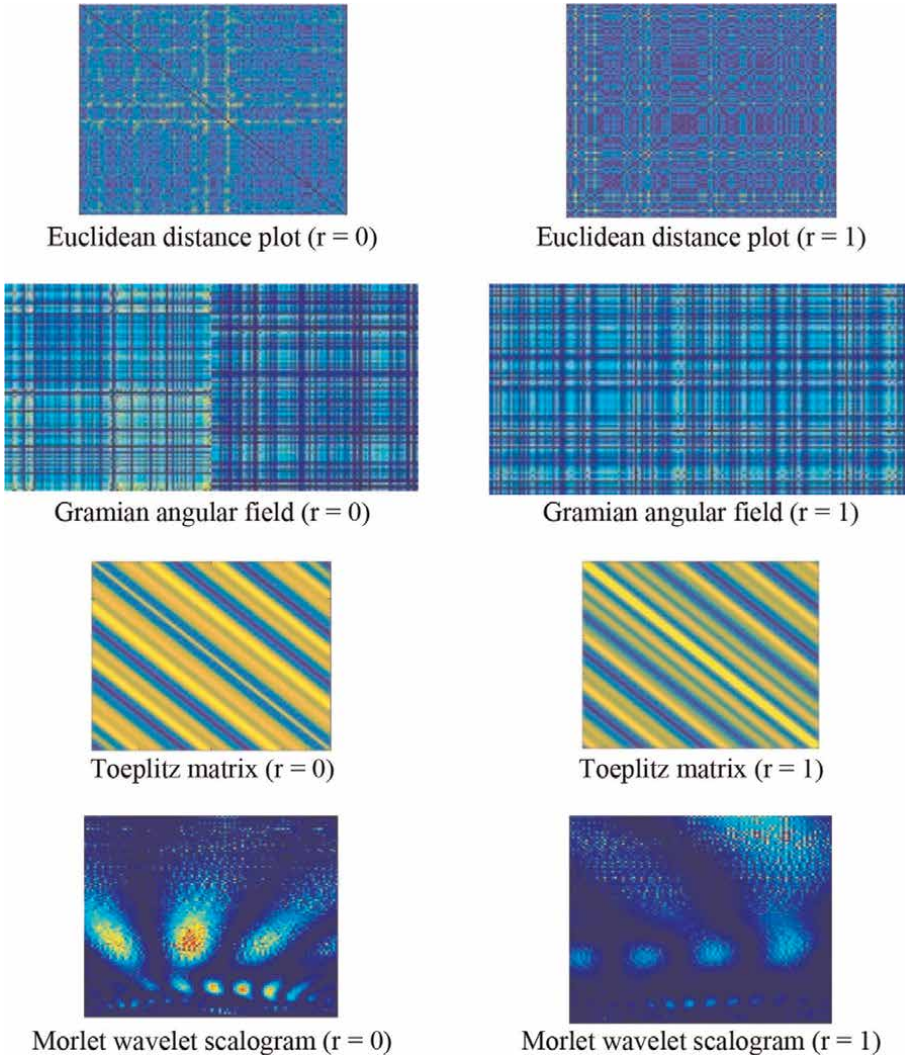 Euclidean distance plot (r = 0)
Euclidean distance plot (r = 1)
Gramian angular field (r = 0)
Gramian angular field (r = 1)
Toeplitz matrix (r = 0)
Toeplitz matrix (r = 1)
Morlet wavelet scalogram (r = 0)
Morlet wavelet scalogram (r = 1)